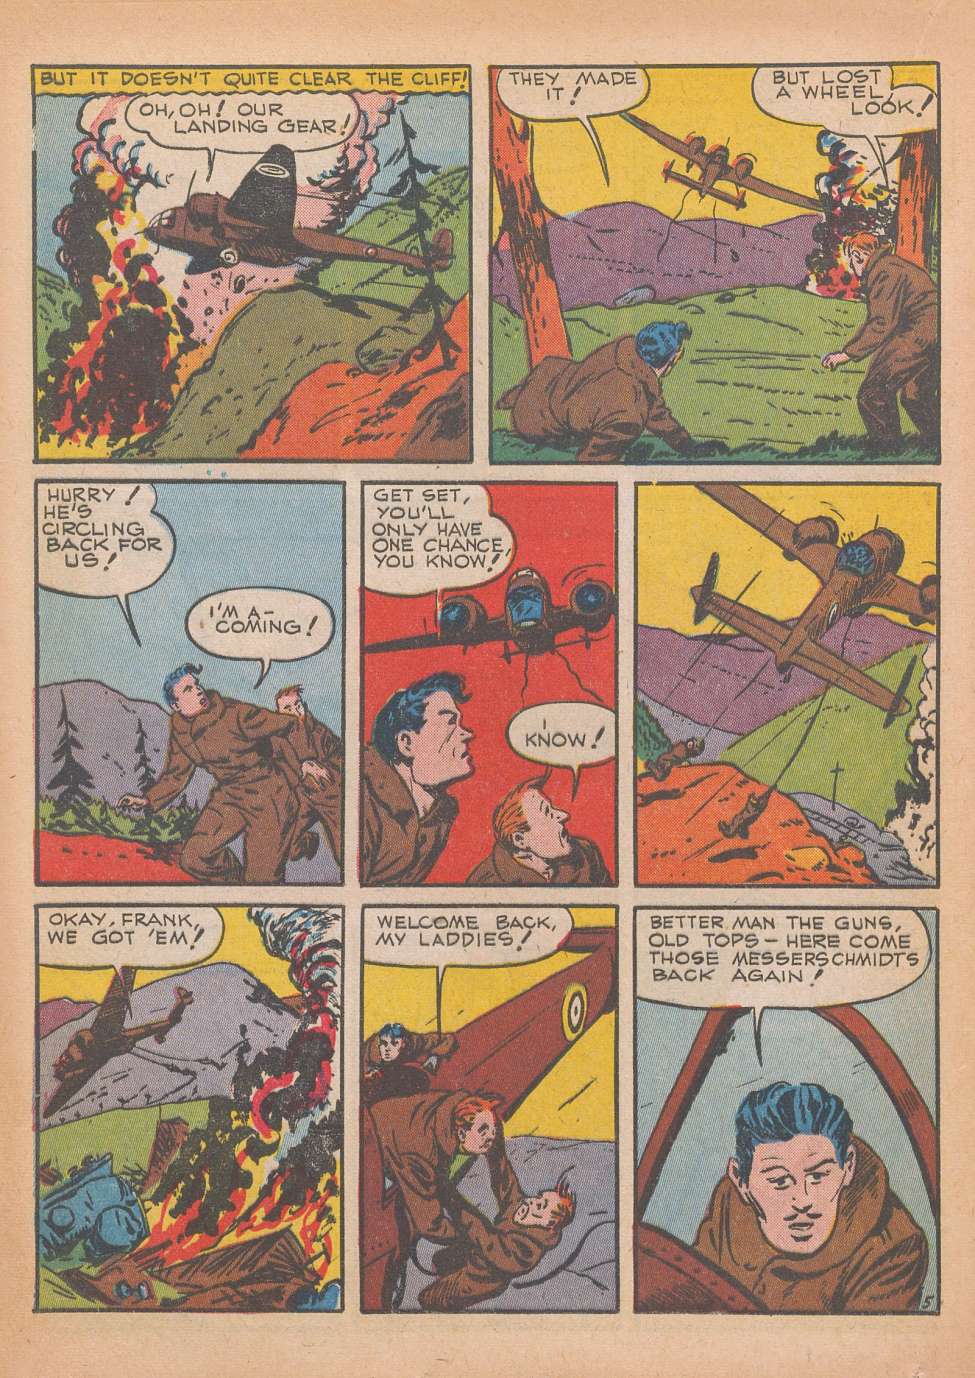 BUT IT DOESN'T QUITE CLEAR THE CLIFF!
OH, OH! OUR
LANDING GEAR!
THEY MADE
IT!
BUT LOST
A WHEEL,
LOOK!
HURRY!
HE'S
CIRCLING
BACK FOR
US!
I'M A-
COMING!
GET SET,
YOU'LL
ONLY HAVE
ONE CHANCE,
YOU KNOW!
I
KNOW!
OKAY, FRANK,
WE GOT 'EM!
WELCOME BACK,
MY LADDIES!
BETTER MAN THE GUNS,
OLD TOPS - HERE COME
THOSE MESSERSCHMIDTS
BACK AGAIN!
5